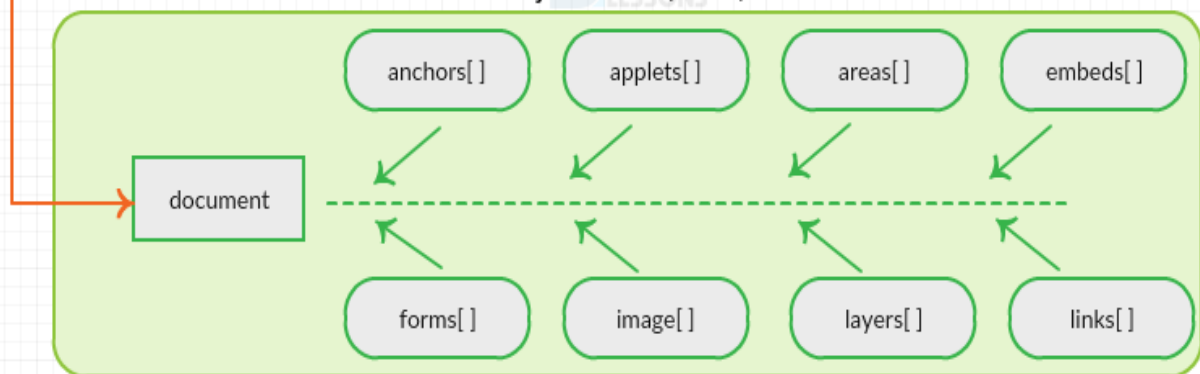 anchors[ ]
applets[ ]
areas[ ]
embeds[ ]
document
forms[ ]
image[ ]
layers[ ]
links[ ]